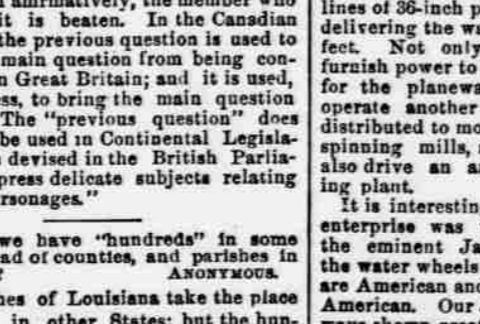 affirmatively, the member who
it is beaten. In the Canadian
the previous question is used to
main question from being con-
n Great Britain; and it is used,
ss, to bring the main question
The "previous question" does
be used in Continental Legisla-
devised in the British Parlia-
press delicate subjects relating
rsonages."
we have "hundreds" in some
ad of counties, and parishes in
? ANONYMOUS.
nes of Louisiana take the place
in other States; but the hun-
lines of 36-inch p
delivering the wa
feet. Not only
furnish power to
for the planewa
operate another
distributed to mo
spinning mills,
also drive an a
ing plant.
It is interesting
enterprise was
the eminent Ja
the water wheels
are American and
American. Our